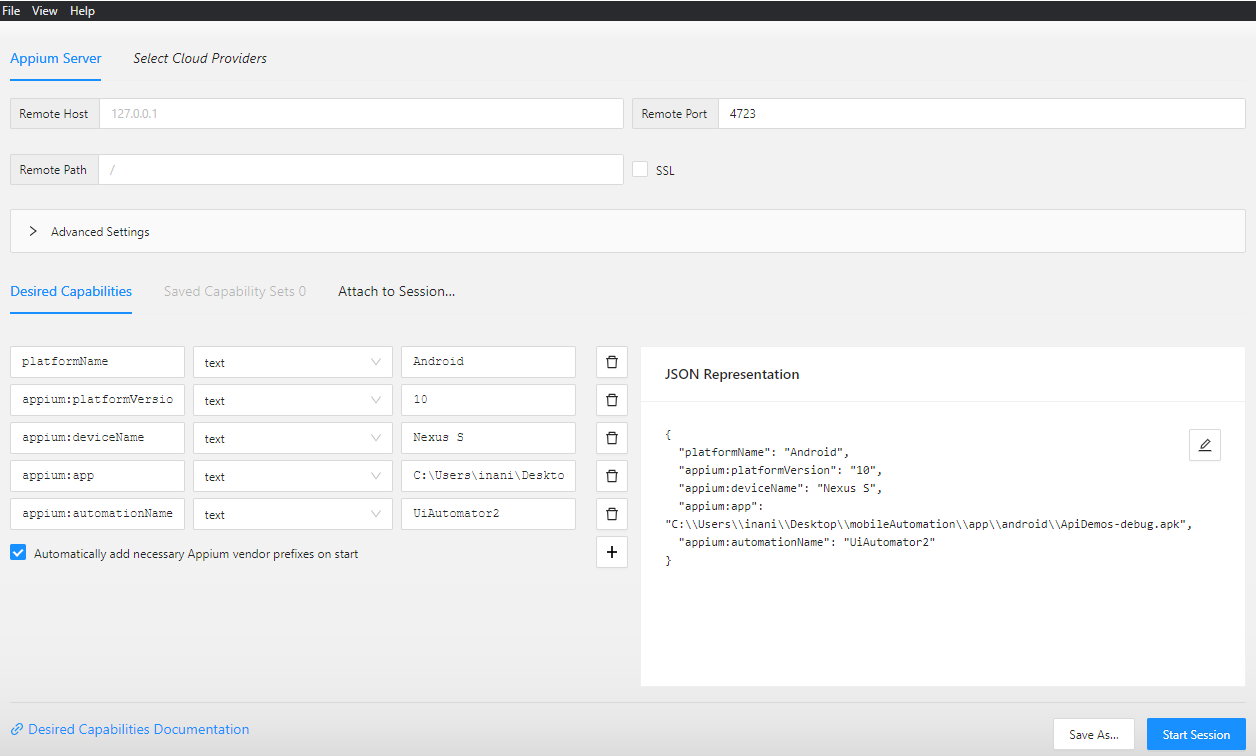 File View Help
Appium Server Select Cloud Providers
Remote Host 127.0.0.1 Remote Port 4723
Remote Path / SSL
Advanced Settings
Desired Capabilities Saved Capability Sets 0 Attach to Session...
platformName text Android
appium:platformVersio text 10
appium:deviceName text Nexus S
appium:app text C:\Users\inani\Deskto
appium:automationName text UiAutomator2
Automatically add necessary Appium vendor prefixes on start
JSON Representation
{
"platformName": "Android",
"appium:platformVersion": "10",
"appium:deviceName": "Nexus S",
"appium:app":
"C:\\Users\\inani\\Desktop\\mobileAutomation\\app\\android\\ApiDemos-debug.apk",
"appium:automationName": "UiAutomator2"
}
Desired Capabilities Documentation
Save As... Start Session